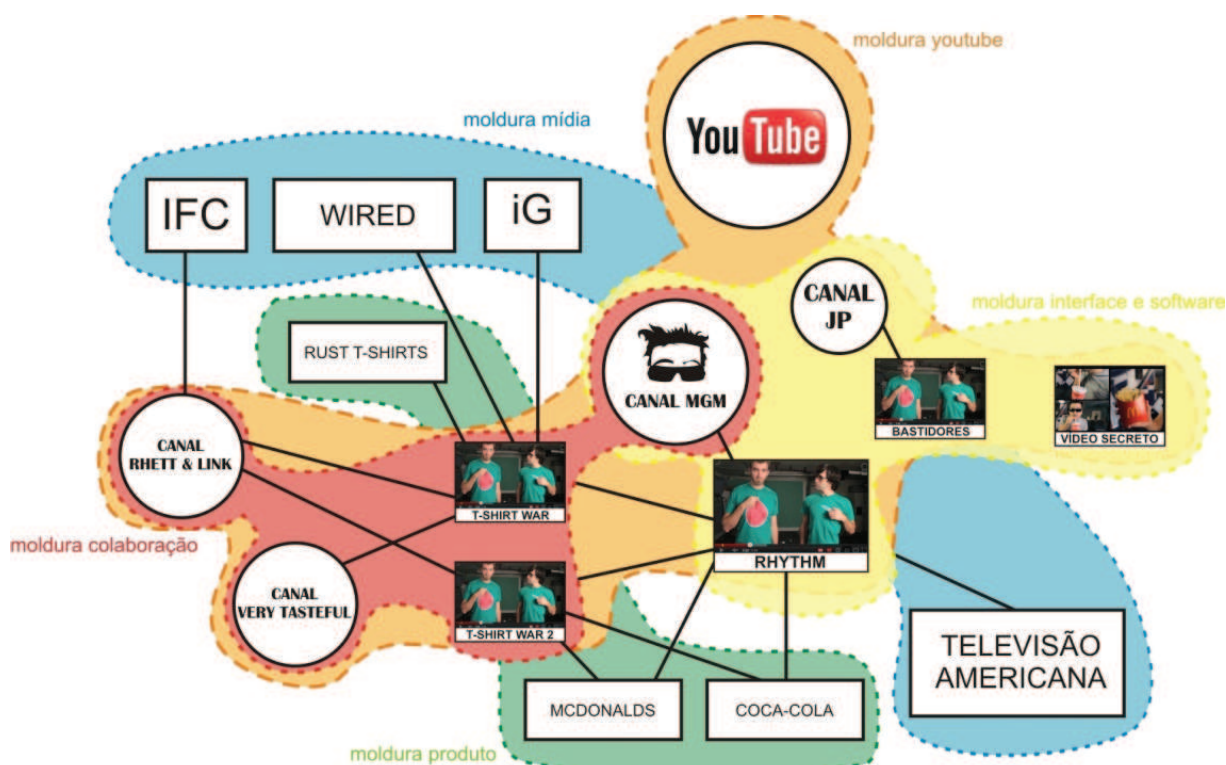 moldura youtube
YouTube
moldura mídia
IFC
WIRED
iG
CANAL
JP
moldura interface e software
RUST T-SHIRTS
CANAL MGM
BASTIDORES
VÍDEO SECRETO
CANAL
RHETT & LINK
T-SHIRT WAR
RHYTHM
moldura colaboração
CANAL
VERY TASTEFUL
T-SHIRT WAR 2
TELEVISÃO
AMERICANA
MCDONALDS
COCA-COLA
moldura produto